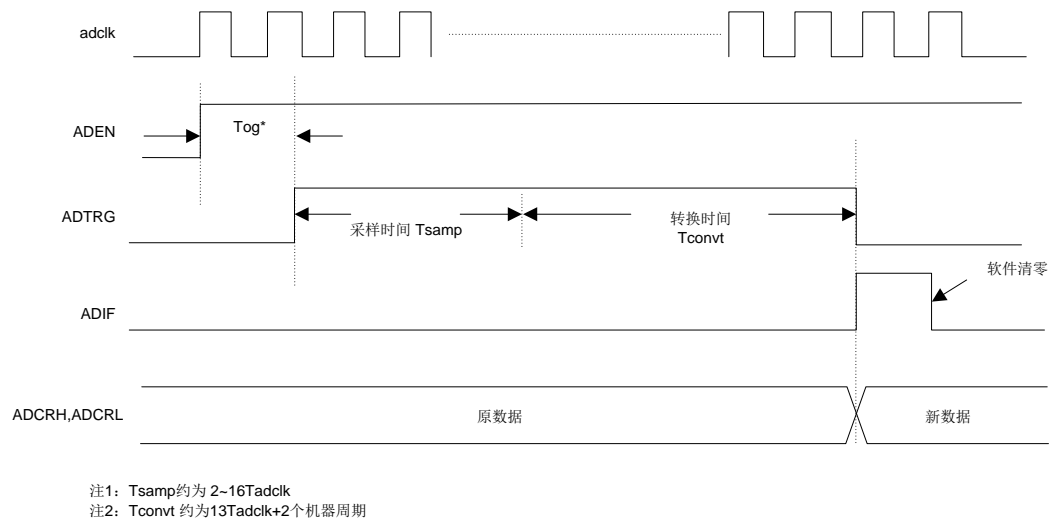 adclk
ADEN
Tog*
ADTRG
采样时间 Tsamp
转换时间
Tconvt
软件清零
ADIF
ADCRH,ADCRL
原数据
新数据
注1：Tsamp约为 2~16Tadclk
注2：Tconvt 约为13Tadclk+2个机器周期